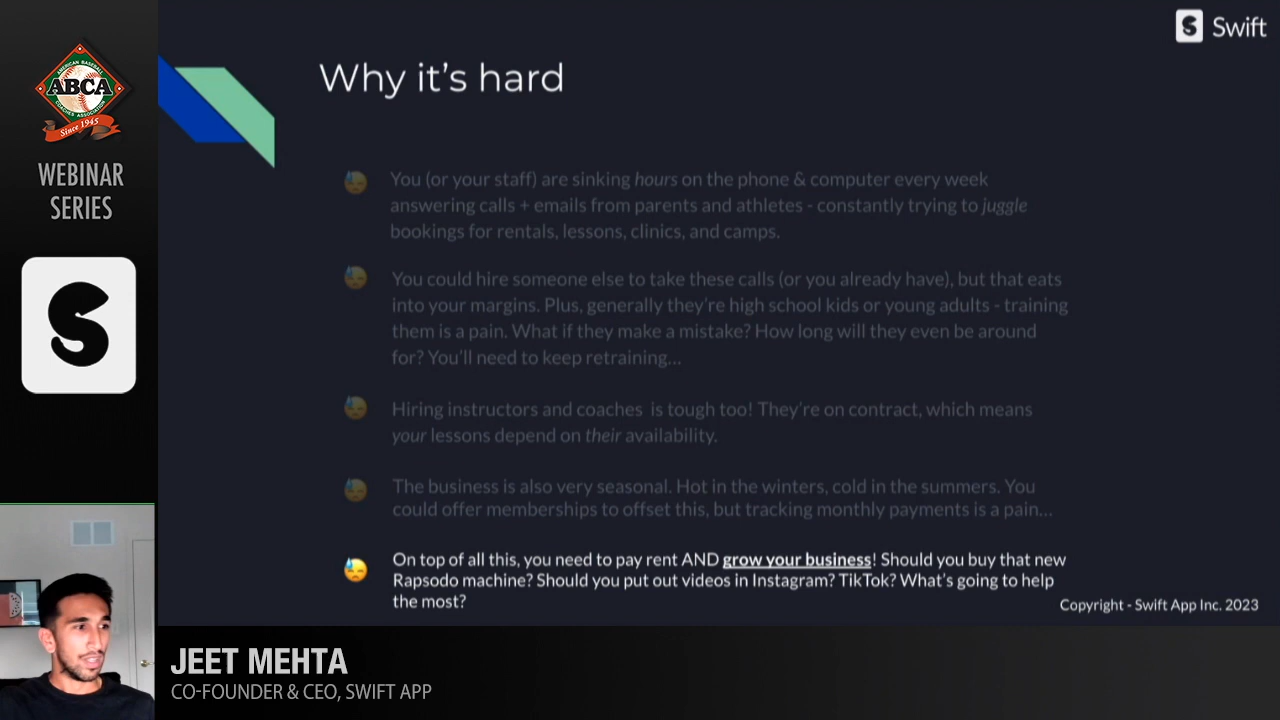 Swift
AMERICAN BASEBALL
ABCA
COACHES ASSOCIATION
Since 1945
WEBINAR
SERIES
Why it's hard
You (or your staff) are sinking hours on the phone & computer every week
answering calls + emails from parents and athletes - constantly trying to juggle
bookings for rentals, lessons, clinics, and camps.
You could hire someone else to take these calls (or you already have), but that eats
into your margins. Plus, generally they're high school kids or young adults - training
them is a pain. What if they make a mistake? How long will they even be around
for? You'll need to keep retraining...
Hiring instructors and coaches is tough too! They're on contract, which means
your lessons depend on their availability.
The business is also very seasonal. Hot in the winters, cold in the summers. You
could offer memberships to offset this, but tracking monthly payments is a pain...
On top of all this, you need to pay rent AND grow your business! Should you buy that new
Rapsodo machine? Should you put out videos in Instagram? TikTok? What's going to help
the most?
Copyright - Swift App Inc. 2023
JEET MEHTA
CO-FOUNDER & CEO, SWIFT APP